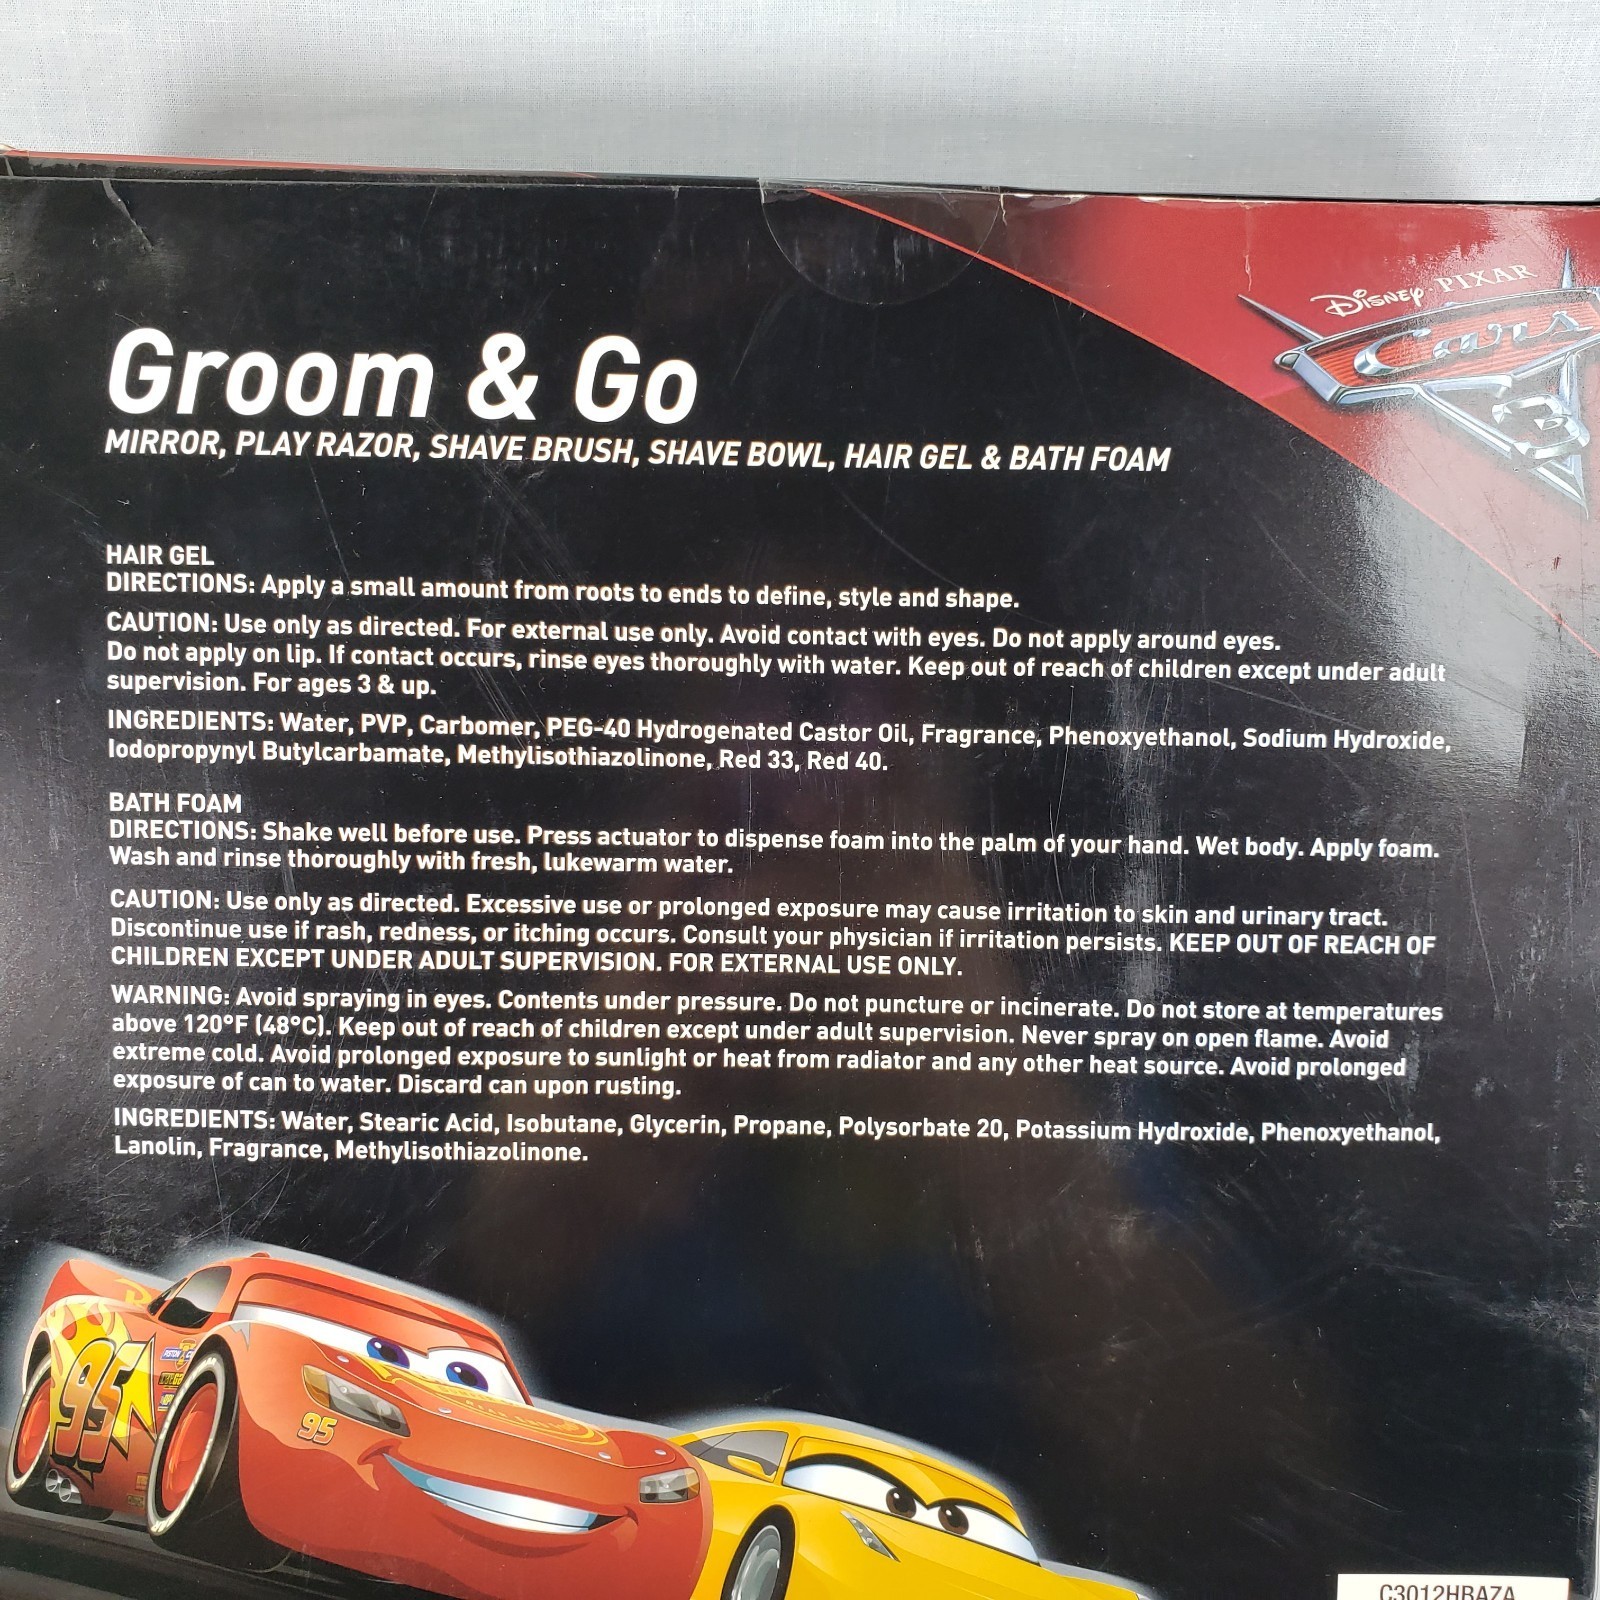 Disney · PIXAR
Cars
3
Groom & Go
MIRROR, PLAY RAZOR, SHAVE BRUSH, SHAVE BOWL, HAIR GEL & BATH FOAM
HAIR GEL
DIRECTIONS: Apply a small amount from roots to ends to define, style and shape.
CAUTION: Use only as directed. For external use only. Avoid contact with eyes. Do not apply around eyes.
Do not apply on lip. If contact occurs, rinse eyes thoroughly with water. Keep out of reach of children except under adult
supervision. For ages 3 & up.
INGREDIENTS: Water, PVP, Carbomer, PEG-40 Hydrogenated Castor Oil, Fragrance, Phenoxyethanol, Sodium Hydroxide,
Iodopropynyl Butylcarbamate, Methylisothiazolinone, Red 33, Red 40.
BATH FOAM
DIRECTIONS: Shake well before use. Press actuator to dispense foam into the palm of your hand. Wet body. Apply foam.
Wash and rinse thoroughly with fresh, lukewarm water.
CAUTION: Use only as directed. Excessive use or prolonged exposure may cause irritation to skin and urinary tract.
Discontinue use if rash, redness, or itching occurs. Consult your physician if irritation persists. KEEP OUT OF REACH OF
CHILDREN EXCEPT UNDER ADULT SUPERVISION. FOR EXTERNAL USE ONLY.
WARNING: Avoid spraying in eyes. Contents under pressure. Do not puncture or incinerate. Do not store at temperatures
above 120°F (48°C). Keep out of reach of children except under adult supervision. Never spray on open flame. Avoid
extreme cold. Avoid prolonged exposure to sunlight or heat from radiator and any other heat source. Avoid prolonged
exposure of can to water. Discard can upon rusting.
INGREDIENTS: Water, Stearic Acid, Isobutane, Glycerin, Propane, Polysorbate 20, Potassium Hydroxide, Phenoxyethanol,
Lanolin, Fragrance, Methylisothiazolinone.
95
95
C3012HBAZA